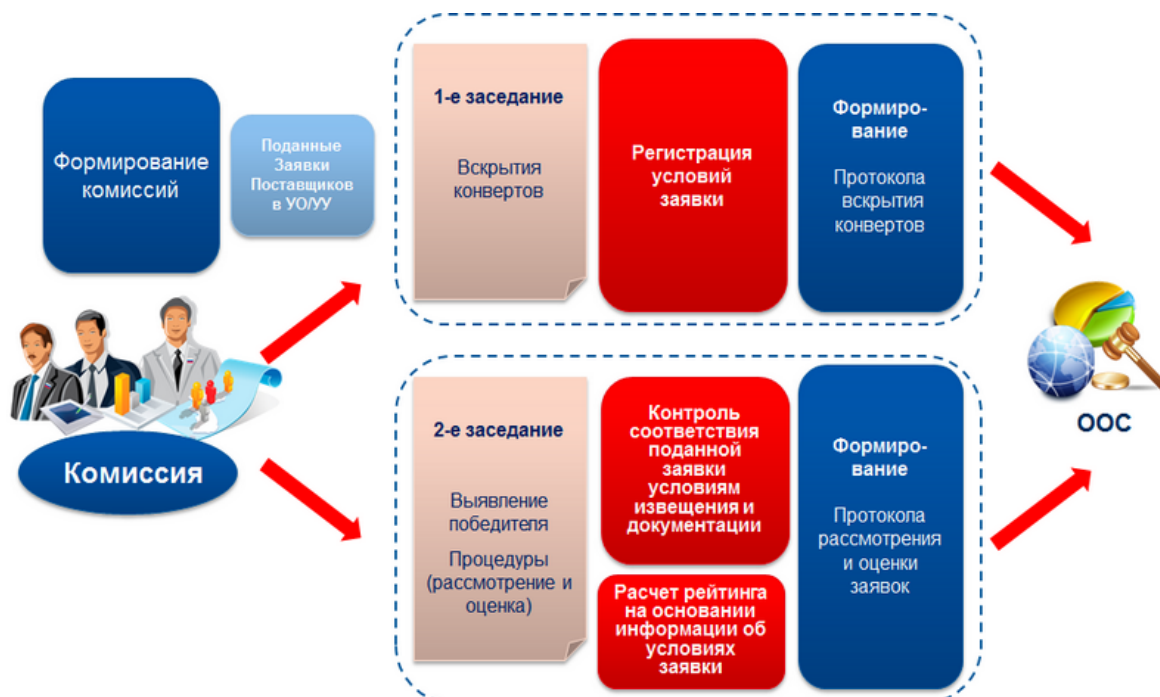 Формирование
комиссий
Поданные
Заявки
Поставщиков
в УО/УУ
1-е заседание
Вскрытия
конвертов
Регистрация
условий
заявки
Формиро-
вание
Протокола
вскрытия
конвертов
Комиссия
2-е заседание
Выявление
победителя
Процедуры
(рассмотрение и
оценка)
Контроль
соответствия
поданной
заявки
условиям
извещения и
документации
Расчет рейтинга
на основании
информации об
условиях
заявки
Формиро-
вание
Протокола
рассмотрения
и оценки
заявок
ООС